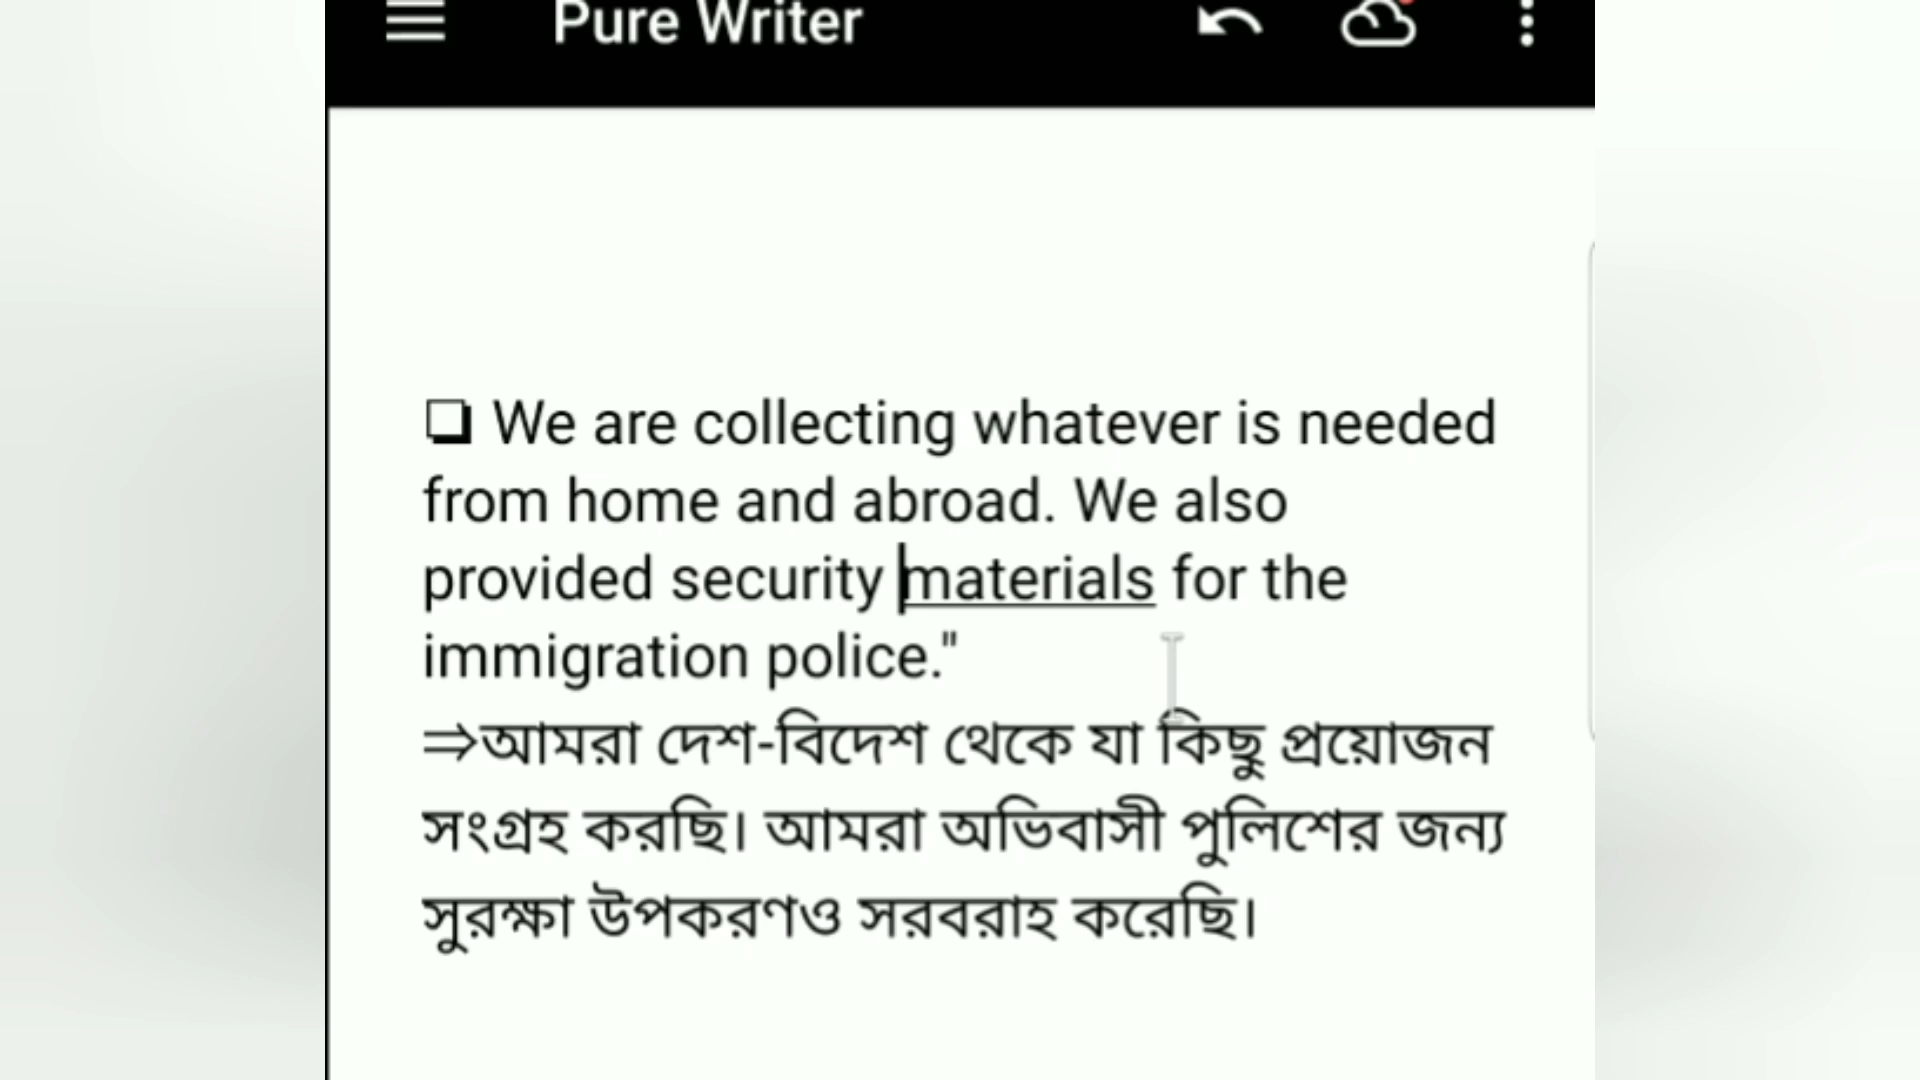 Pure Writer
❏ We are collecting whatever is needed
from home and abroad. We also
provided security materials for the
immigration police."
⇒আমরা দেশ-বিদেশ থেকে যা কিছু প্রয়োজন
সংগ্রহ করছি। আমরা অভিবাসী পুলিশের জন্য
সুরক্ষা উপকরণও সরবরাহ করেছি।